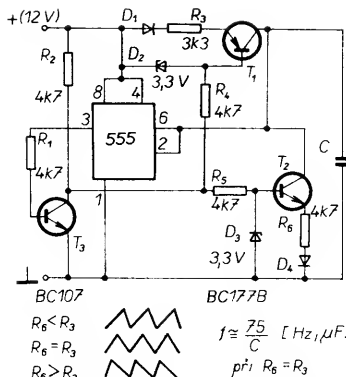 +(12 V)
D1
R3
3k3
T1
D2
3,3 V
R2
4k7
8
4
R4
4k7
3
6
2
555
R1
4k7
1
T3
R5
4k7
T2
C
R6
4k7
D3
3,3 V
D4
BC107
BC177B
R6 < R3
R6 = R3
R6 > R3
f ≅ 75/C [Hz, µF
při R6 = R3